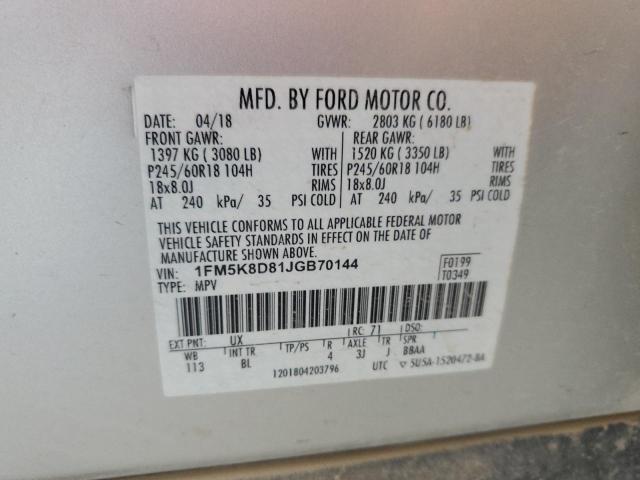 MFD. BY FORD MOTOR CO.
DATE: 04/18 GVWR: 2803 KG ( 6180 LB)
FRONT GAWR: REAR GAWR:
1397 KG ( 3080 LB) WITH 1520 KG ( 3350 LB) WITH
P245/60R18 104H TIRES P245/60R18 104H TIRES
18x8.0J RIMS 18x8.0J RIMS
AT 240 kPa/ 35 PSI COLD AT 240 kPa/ 35 PSI COLD
THIS VEHICLE CONFORMS TO ALL APPLICABLE FEDERAL MOTOR
VEHICLE SAFETY STANDARDS IN EFFECT ON THE DATE OF
MANUFACTURE SHOWN ABOVE.
VIN: 1FM5K8D81JGB70144 F0199
TYPE: MPV T0349
EXT PNT: UX RC: 71 DSO:
WB INT TR TP/PS R AXLE TR SPR
113 BL 4 3J J BBAA
1201804203796 UTC ▽ 5U5A-1520472-BA